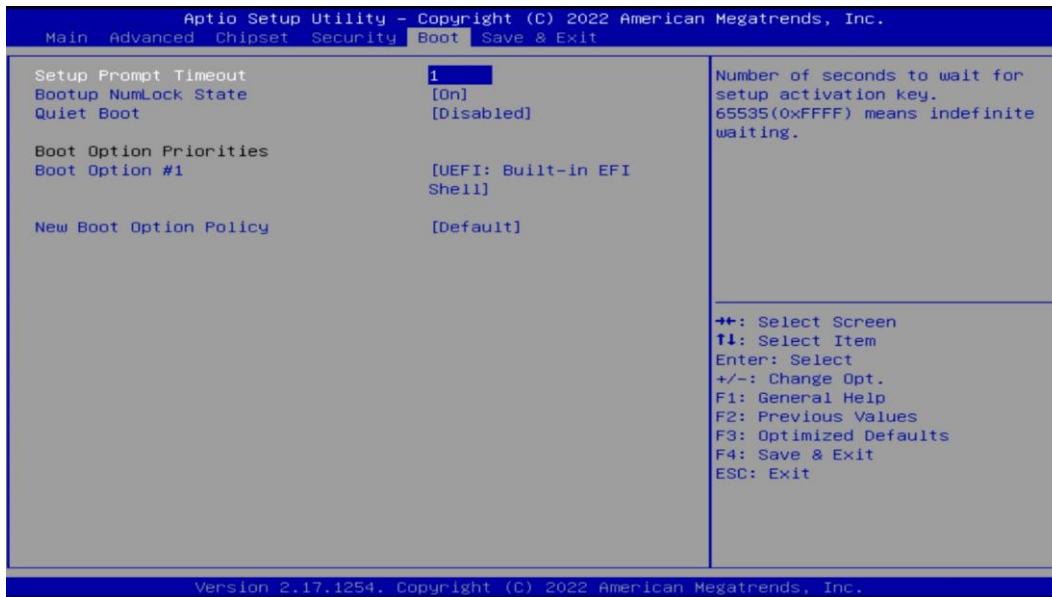 Aptio Setup Utility – Copyright (C) 2022 American Megatrends, Inc.
Main Advanced Chipset Security Boot Save & Exit
Setup Prompt Timeout 1
Bootup NumLock State [On]
Quiet Boot [Disabled]
Boot Option Priorities
Boot Option #1 [UEFI: Built-in EFI
Shell]
New Boot Option Policy [Default]
Number of seconds to wait for
setup activation key.
65535(0xFFFF) means indefinite
waiting.
→←: Select Screen
↑↓: Select Item
Enter: Select
+/-: Change Opt.
F1: General Help
F2: Previous Values
F3: Optimized Defaults
F4: Save & Exit
ESC: Exit
Version 2.17.1254. Copyright (C) 2022 American Megatrends, Inc.